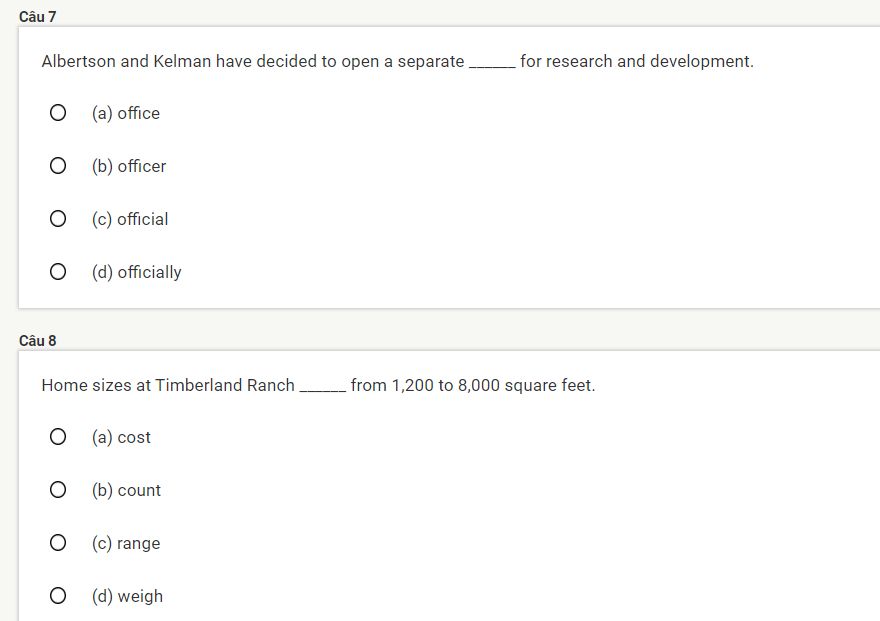 Câu 7
Albertson and Kelman have decided to open a separate ______ for research and development.
(a) office
(b) officer
(c) official
(d) officially
Câu 8
Home sizes at Timberland Ranch ______ from 1,200 to 8,000 square feet.
(a) cost
(b) count
(c) range
(d) weigh